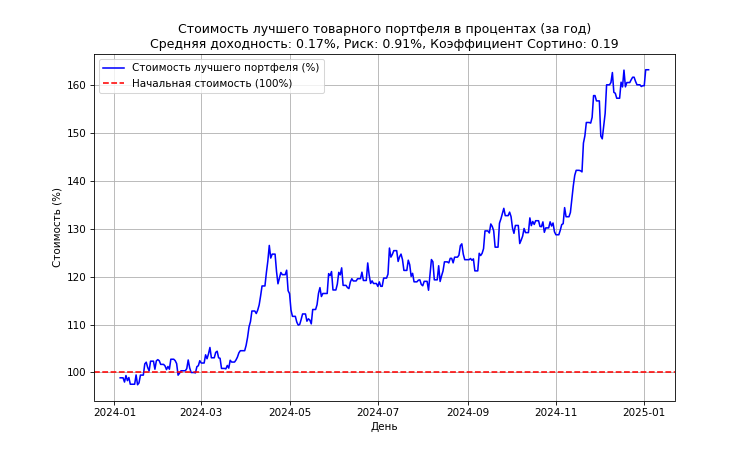 Стоимость лучшего товарного портфеля в процентах (за год)
Средняя доходность: 0.17%, Риск: 0.91%, Коэффициент Сортино: 0.19
Стоимость лучшего портфеля (%)
Начальная стоимость (100%)
Стоимость (%)
160
150
140
130
120
110
100
2024-01
2024-03
2024-05
2024-07
2024-09
2024-11
2025-01
День